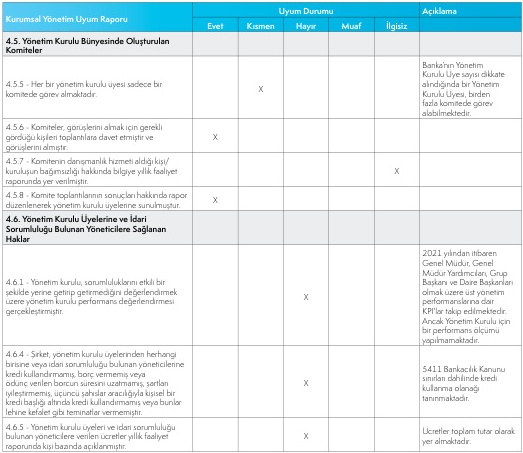 Kurumsal Yönetim Uyum Raporu
Uyum Durumu
Açıklama
Evet
Kısmen
Hayır
Muaf
İlgisiz
4.5. Yönetim Kurulu Bünyesinde Oluşturulan
Komiteler
4.5.5 - Her bir yönetim kurulu üyesi sadece bir
komitede görev almaktadır.
X
Banka'nın Yönetim
Kurulu Üye sayısı dikkate
alındığında bir Yönetim
Kurulu Üyesi, birden
fazla komitede görev
alabilmektedir.
4.5.6 - Komiteler, görüşlerini almak için gerekli
gördüğü kişileri toplantılara davet etmiştir ve
görüşlerini almıştır.
X
4.5.7 - Komitenin danışmanlık hizmeti aldığı kişi/
kuruluşun bağımsızlığı hakkında bilgiye yıllık faaliyet
raporunda yer verilmiştir.
X
4.5.8 - Komite toplantılarının sonuçları hakkında rapor
düzenlenerek yönetim kurulu üyelerine sunulmuştur.
X
4.6. Yönetim Kurulu Üyelerine ve İdari
Sorumluluğu Bulunan Yöneticilere Sağlanan
Haklar
4.6.1 - Yönetim kurulu, sorumluluklarını etkili bir
şekilde yerine getirip getirmediğini değerlendirmek
üzere yönetim kurulu performans değerlendirmesi
gerçekleştirmiştir.
X
2021 yılından itibaren
Genel Müdür, Genel
Müdür Yardımcıları, Grup
Başkanı ve Daire Başkanları
olmak üzere üst yönetim
performanslarına dair
KPI'lar takip edilmektedir.
Ancak Yönetim Kurulu için
bir performans ölçümü
yapılmamaktadır.
4.6.4 - Şirket, yönetim kurulu üyelerinden herhangi
birisine veya idari sorumluluğu bulunan yöneticilerine
kredi kullandırmamış, borç vermemiş veya
ödünç verilen borcun süresini uzatmamış, şartları
iyileştirmemiş, üçüncü şahıslar aracılığıyla kişisel bir
kredi başlığı altında kredi kullandırmamış veya bunlar
lehine kefalet gibi teminatlar vermemiştir.
X
5411 Bankacılık Kanunu
sınırları dahilinde kredi
kullanma olanağı
tanınmaktadır.
4.6.5 - Yönetim kurulu üyeleri ve idari sorumluluğu
bulunan yöneticilere verilen ücretler yıllık faaliyet
raporunda kişi bazında açıklanmıştır.
X
Ücretler toplam tutar olarak
yer almaktadır.